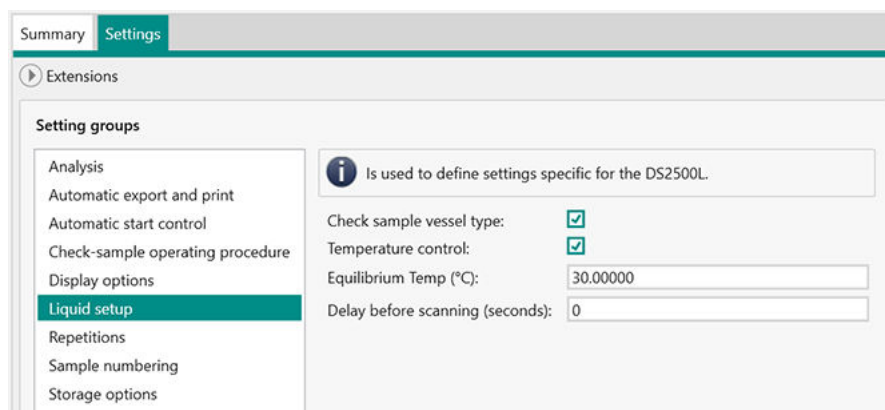 Summary Settings
Extensions
Setting groups
Analysis
Automatic export and print
Automatic start control
Check-sample operating procedure
Display options
Liquid setup
Repetitions
Sample numbering
Storage options
i Is used to define settings specific for the DS2500L.
Check sample vessel type:
Temperature control:
Equilibrium Temp (°C): 30.00000
Delay before scanning (seconds): 0